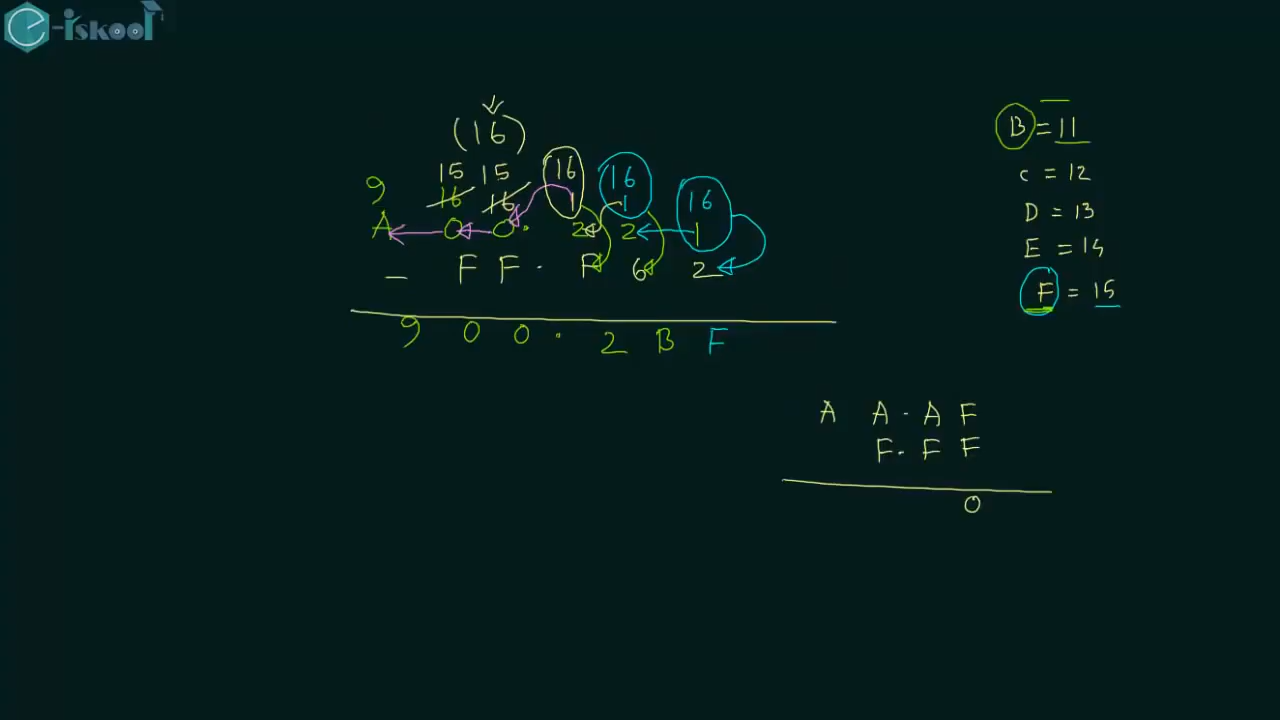 e-iskool
(16)
15 15 16 16 16
9 16 16 1 1
A 0 0 . 2 2 1
- F F . F 6 2
9 0 0 . 2 B F
B = 11
C = 12
D = 13
E = 14
F = 15
A A . A F
F . F F
0